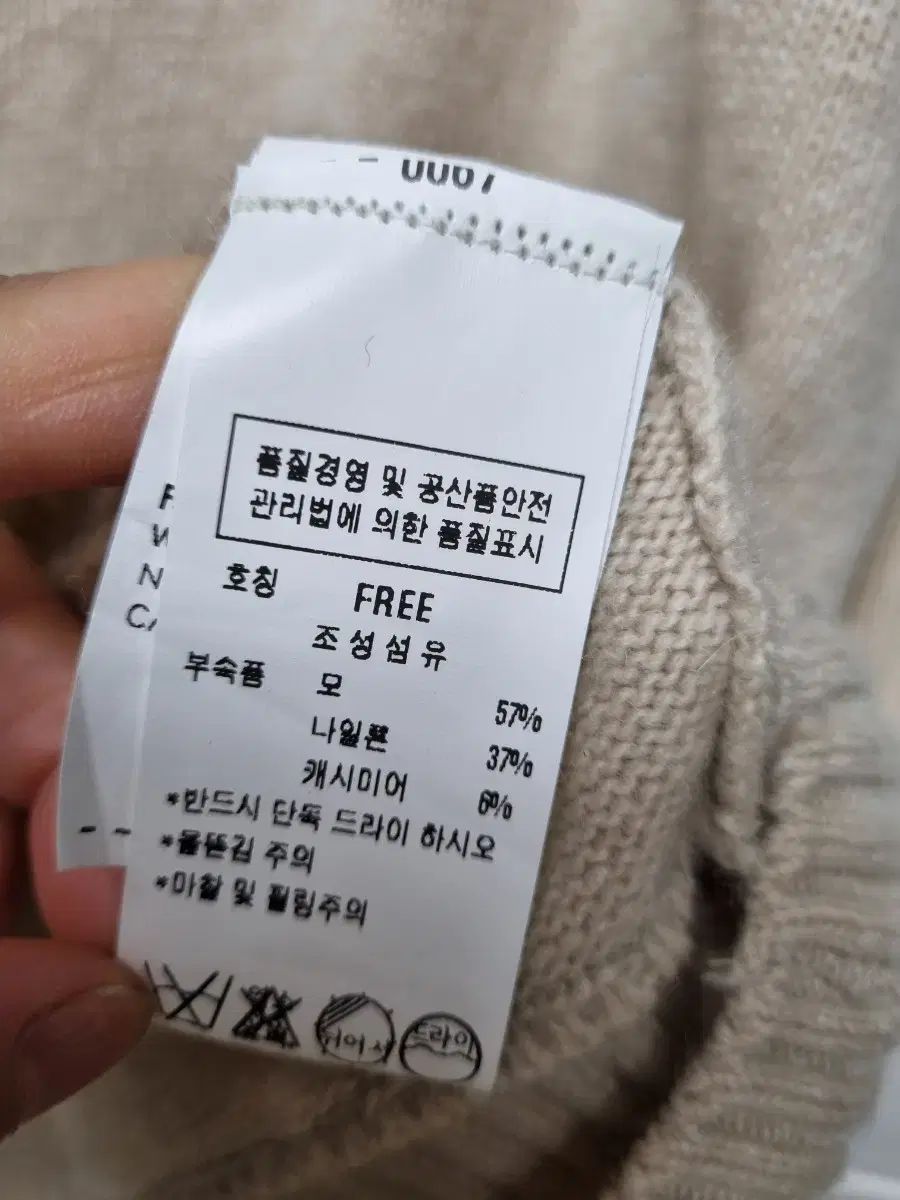 0067
품질경영 및 공산품안전
관리법에 의한 품질표시
호칭 FREE
조성섬유
부속품 모 57%
나일론 37%
캐시미어 6%
*반드시 단독 드라이 하시오
*올뜯김 주의
*마찰 및 필링주의
드라이
N